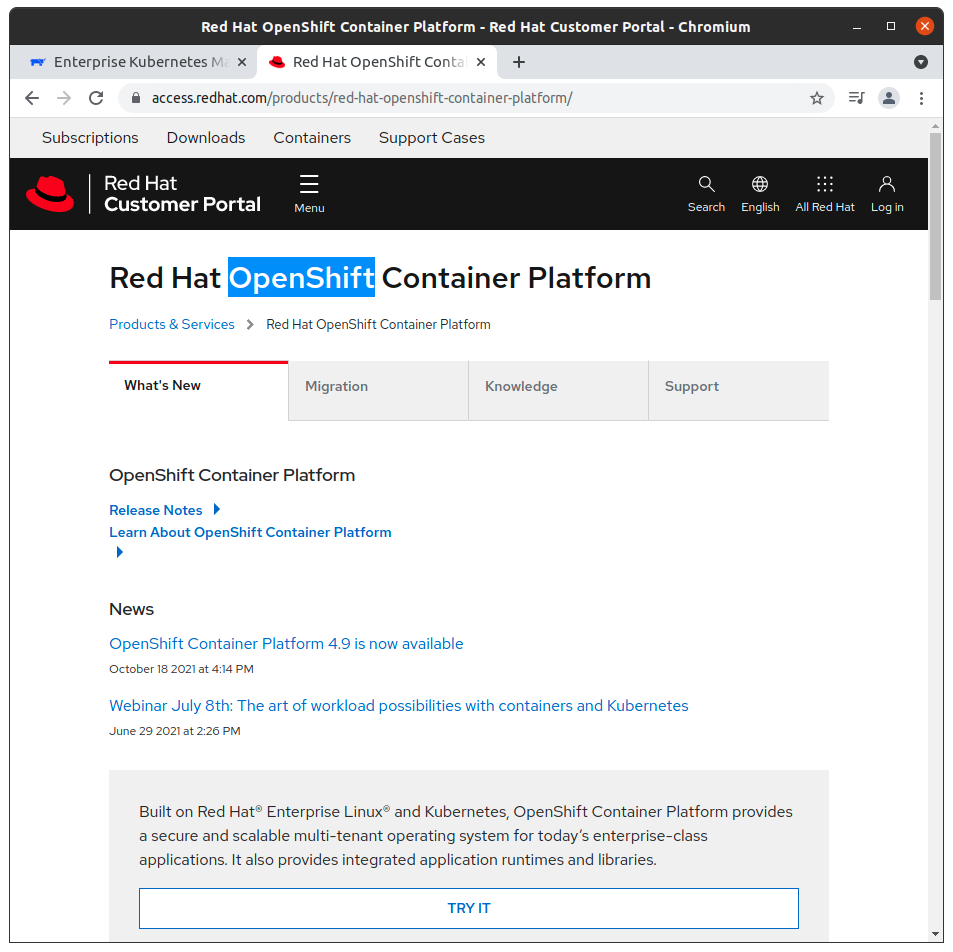 Red Hat OpenShift Container Platform - Red Hat Customer Portal - Chromium
Enterprise Kubernetes Ma
Red Hat OpenShift Conta
access.redhat.com/products/red-hat-openshift-container-platform/
Subscriptions Downloads Containers Support Cases
Red Hat
Customer Portal
Menu
Search English All Red Hat Log in
Red Hat OpenShift Container Platform
Products & Services > Red Hat OpenShift Container Platform
What's New Migration Knowledge Support
OpenShift Container Platform
Release Notes
Learn About OpenShift Container Platform
News
OpenShift Container Platform 4.9 is now available
October 18 2021 at 4:14 PM
Webinar July 8th: The art of workload possibilities with containers and Kubernetes
June 29 2021 at 2:26 PM
Built on Red Hat® Enterprise Linux® and Kubernetes, OpenShift Container Platform provides
a secure and scalable multi-tenant operating system for today’s enterprise-class
applications. It also provides integrated application runtimes and libraries.
TRY IT